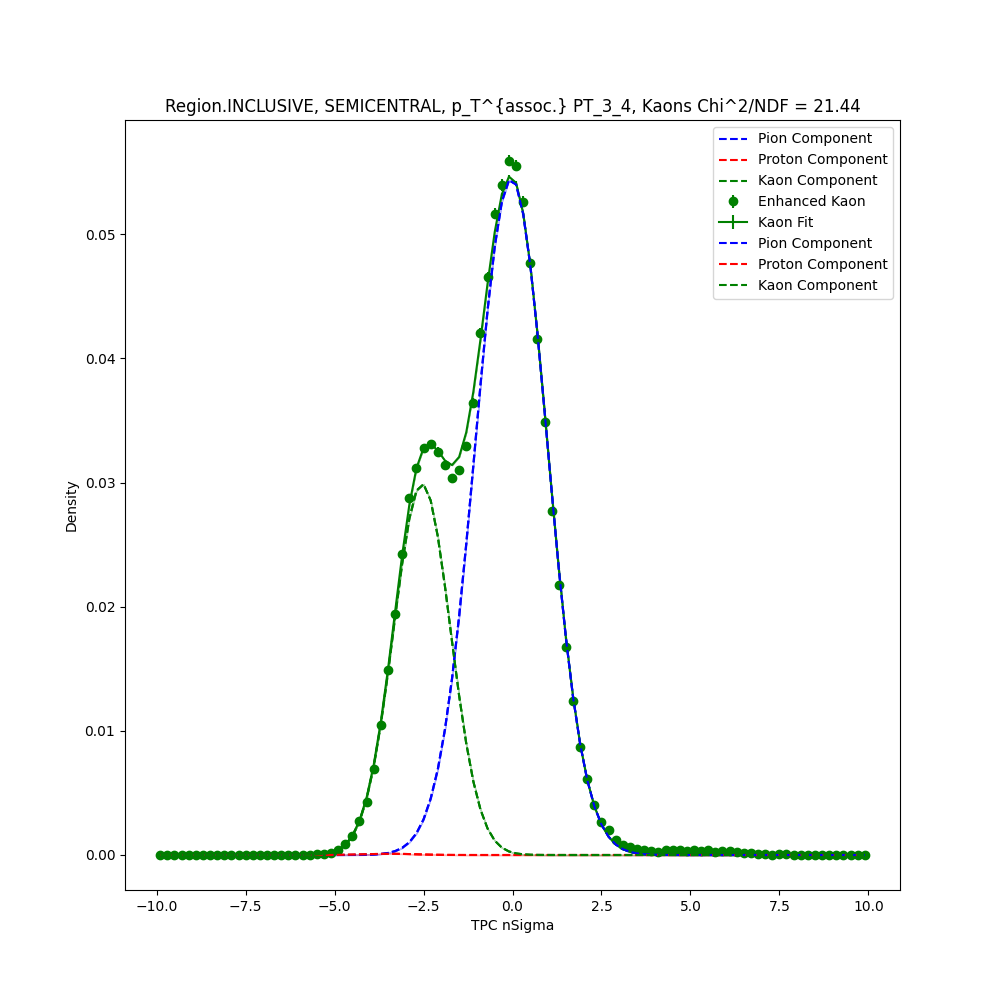 Region.INCLUSIVE, SEMICENTRAL, p_T^{assoc.} PT_3_4, Kaons Chi^2/NDF = 21.44
Pion Component
Proton Component
Kaon Component
Enhanced Kaon
Kaon Fit
Pion Component
Proton Component
Kaon Component
0.05
0.04
0.03
0.02
0.01
0.00
Density
−10.0 −7.5 −5.0 −2.5 0.0 2.5 5.0 7.5 10.0
TPC nSigma